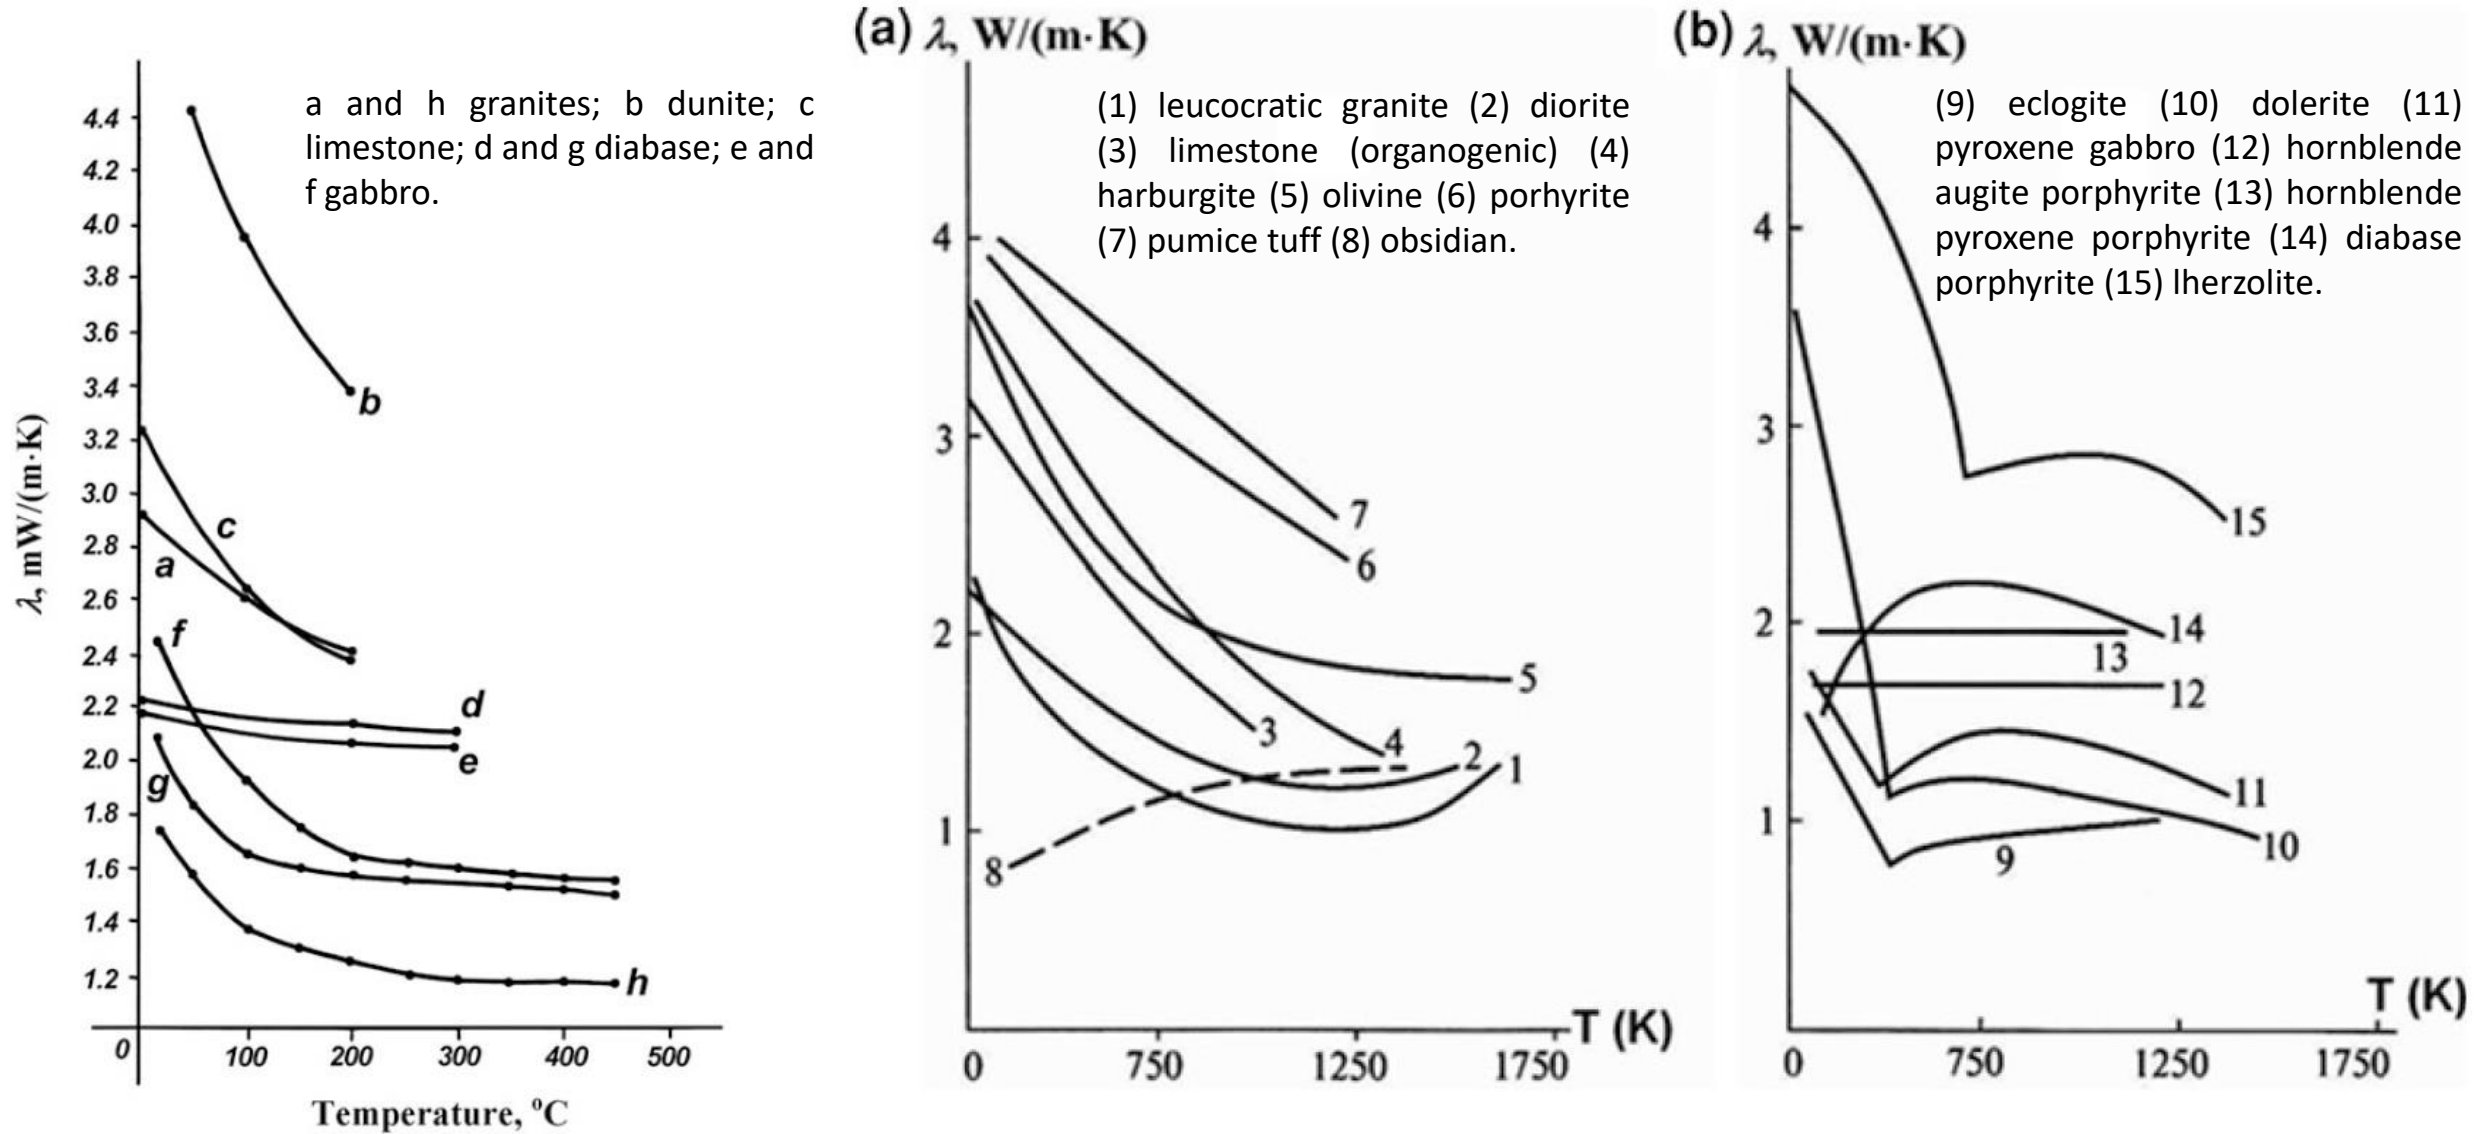 λ, mW/(m·K)
4.4
4.2
4.0
3.8
3.6
3.4
3.2
3.0
2.8
2.6
2.4
2.2
2.0
1.8
1.6
1.4
1.2
0
100
200
300
400
500
Temperature, °C
a and h granites; b dunite; c
limestone; d and g diabase; e and
f gabbro.
b
c
a
f
d
e
g
h
(a) λ, W/(m·K)
(1) leucocratic granite (2) diorite
(3) limestone (organogenic) (4)
harburgite (5) olivine (6) porhyrite
(7) pumice tuff (8) obsidian.
4
3
2
1
7
6
5
3
4
2
1
8
T (K)
0
750
1250
1750
(b) λ, W/(m·K)
(9) eclogite (10) dolerite (11)
pyroxene gabbro (12) hornblende
augite porphyrite (13) hornblende
pyroxene porphyrite (14) diabase
porphyrite (15) lherzolite.
4
3
2
1
15
14
13
12
11
10
9
T (K)
0
750
1250
1750